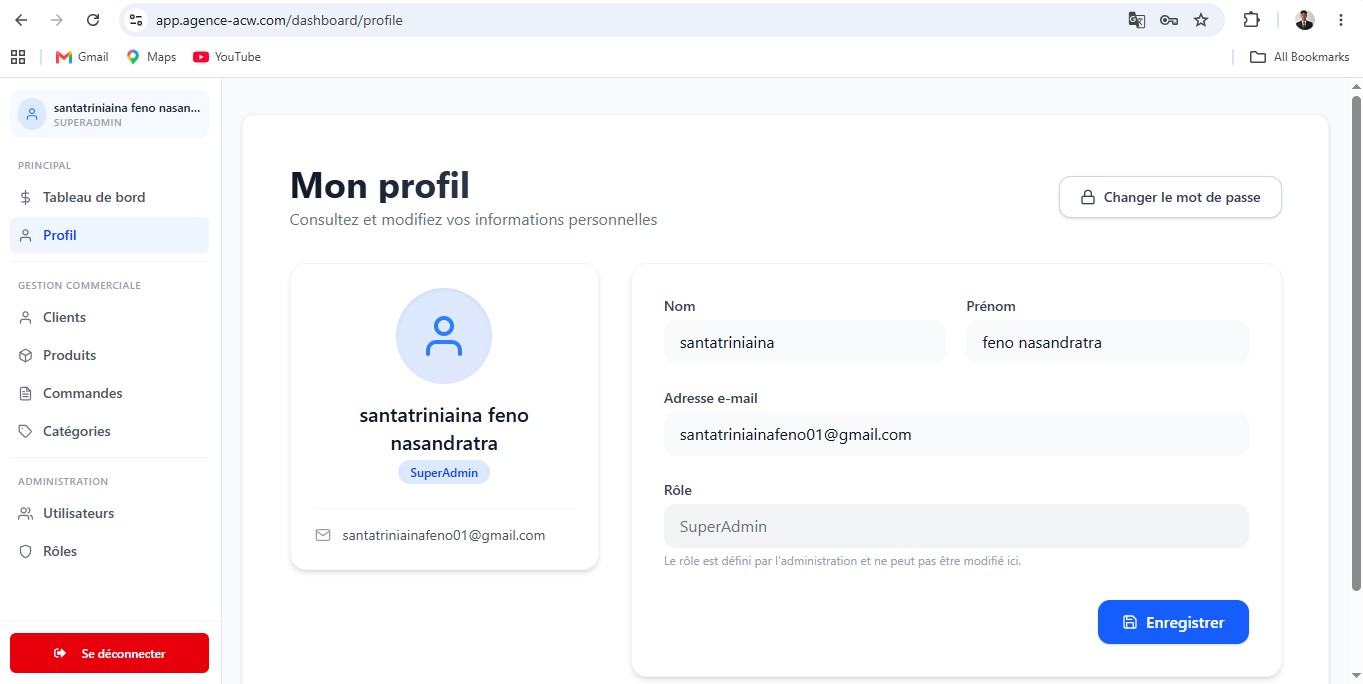 app.agence-acw.com/dashboard/profile
Gmail
Maps
YouTube
All Bookmarks
santatriniaina feno nasan...
SUPERADMIN
PRINCIPAL
Tableau de bord
Profil
GESTION COMMERCIALE
Clients
Produits
Commandes
Catégories
ADMINISTRATION
Utilisateurs
Rôles
Se déconnecter
Mon profil
Consultez et modifiez vos informations personnelles
Changer le mot de passe
santatriniaina feno
nasandratra
SuperAdmin
santatriniainafeno01@gmail.com
Nom
Prénom
santatriniaina
feno nasandratra
Adresse e-mail
santatriniainafeno01@gmail.com
Rôle
SuperAdmin
Le rôle est défini par l'administration et ne peut pas être modifié ici.
Enregistrer